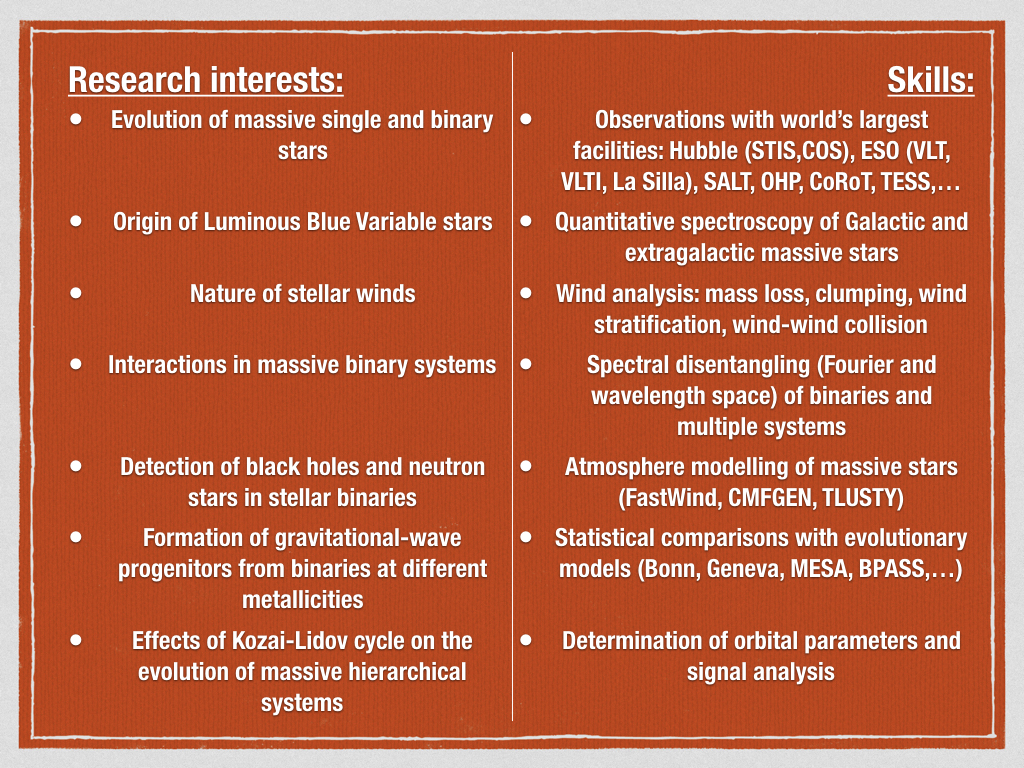 Research interests:
• Evolution of massive single and binary
stars
• Origin of Luminous Blue Variable stars
• Nature of stellar winds
• Interactions in massive binary systems
• Detection of black holes and neutron
stars in stellar binaries
• Formation of gravitational-wave
progenitors from binaries at different
metallicities
• Effects of Kozai-Lidov cycle on the
evolution of massive hierarchical
systems
Skills:
• Observations with world’s largest
facilities: Hubble (STIS,COS), ESO (VLT,
VLTI, La Silla), SALT, OHP, CoRoT, TESS,…
• Quantitative spectroscopy of Galactic and
extragalactic massive stars
• Wind analysis: mass loss, clumping, wind
stratification, wind-wind collision
• Spectral disentangling (Fourier and
wavelength space) of binaries and
multiple systems
• Atmosphere modelling of massive stars
(FastWind, CMFGEN, TLUSTY)
• Statistical comparisons with evolutionary
models (Bonn, Geneva, MESA, BPASS,…)
• Determination of orbital parameters and
signal analysis